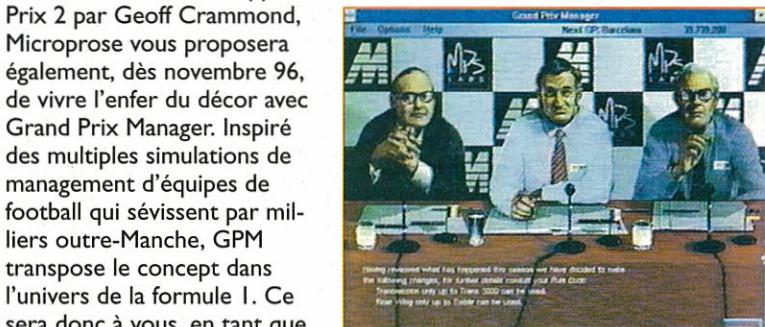 Prix 2 par Geoff Crammond,
Microprose vous proposera
également, dès novembre 96,
de vivre l'enfer du décor avec
Grand Prix Manager. Inspiré
des multiples simulations de
management d'équipes de
football qui sévissent par mil-
liers outre-Manche, GPM
transpose le concept dans
l'univers de la formule 1. Ce
sera donc à vous, en tant que
Grand Prix Manager
File Options Help Next GP: Barcelona 39,739,200
MPS
MPS
Having reviewed what has happened this season we have decided to make
the following changes, for further details consult your Rule Book:
Transmission only up to Trans 3000 can be used.
Rear Wing only up to can be used.